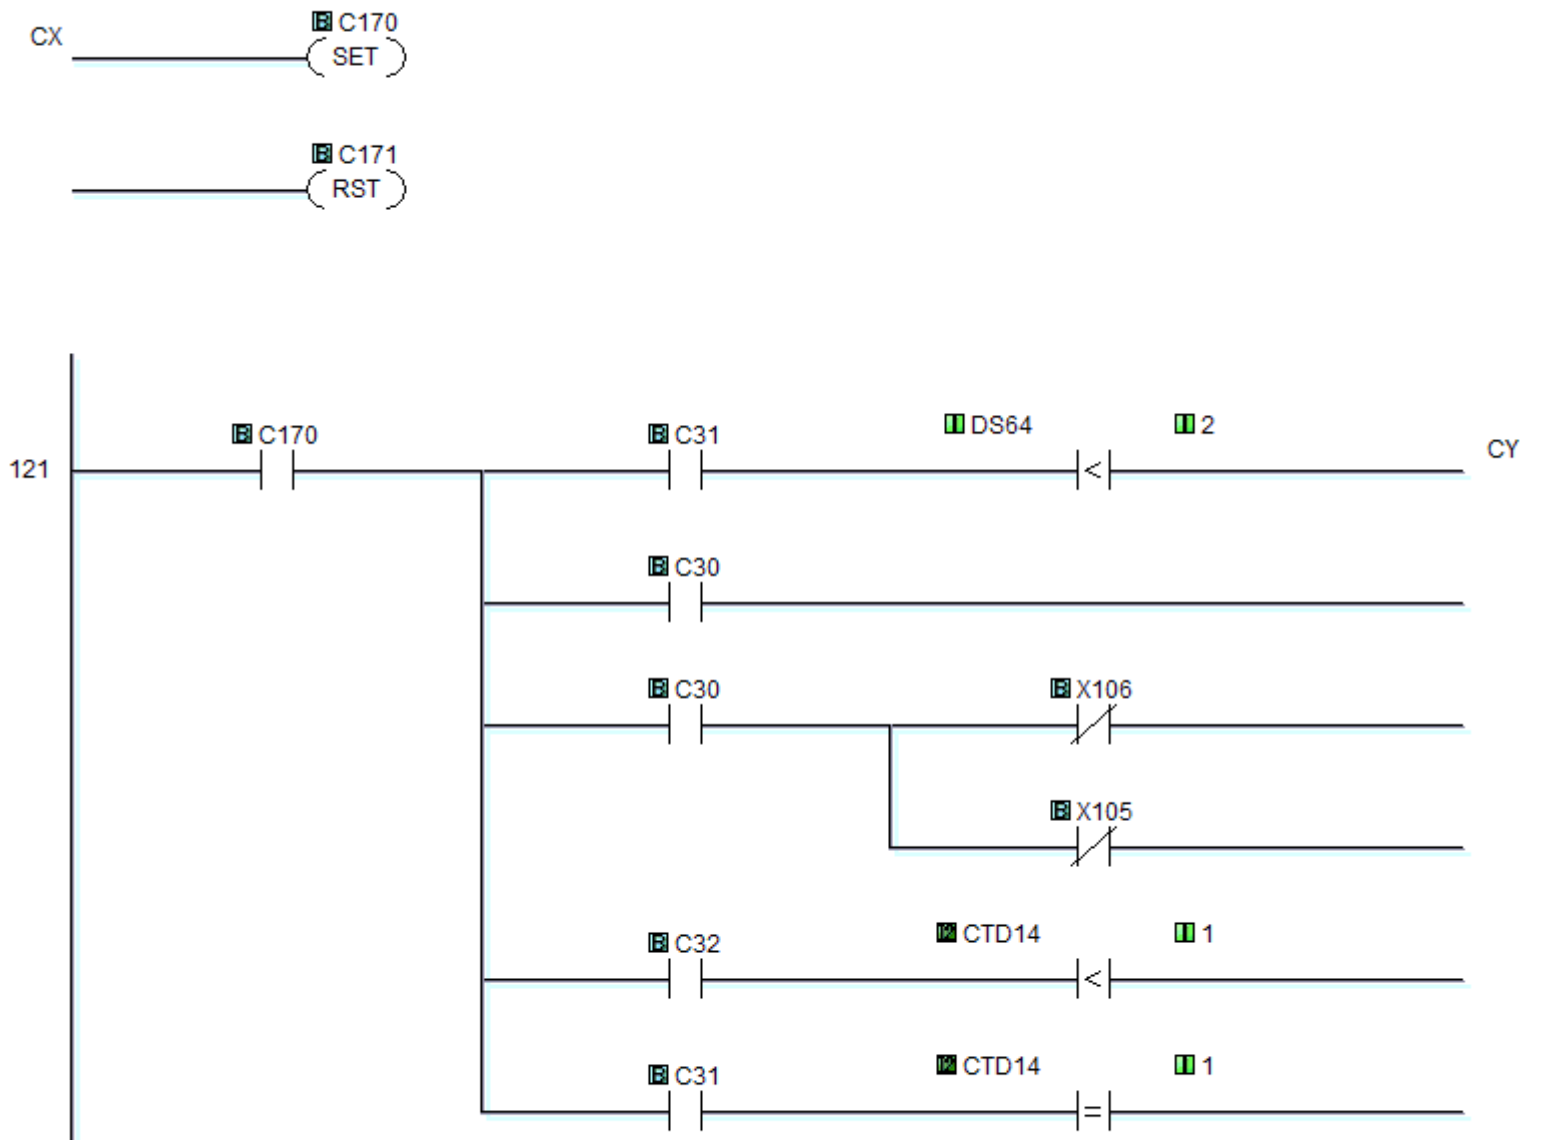 C170
CX
SET
C171
RST
DS64 2
C170 C31
CY
121
<
C30
C30 X106
X105
CTD14 1
C32
<
CTD14 1
C31
=